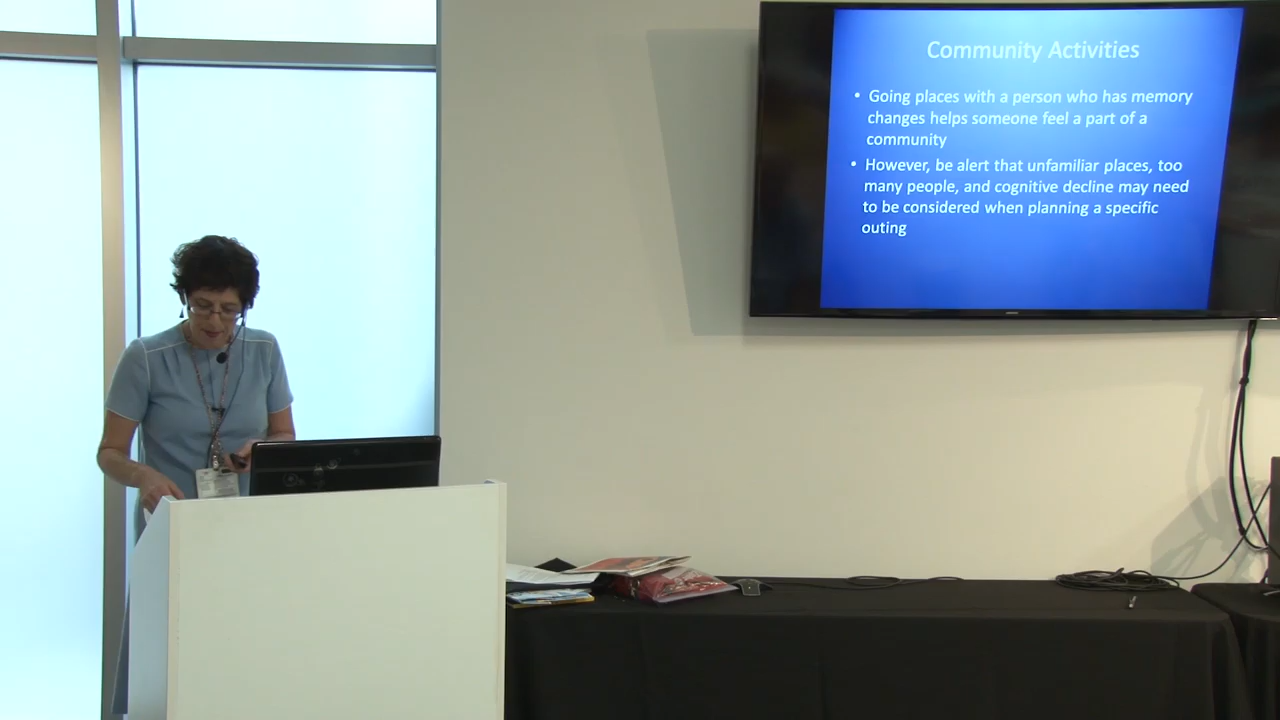 Community Activities
• Going places with a person who has memory
changes helps someone feel a part of a
community
• However, be alert that unfamiliar places, too
many people, and cognitive decline may need
to be considered when planning a specific
outing